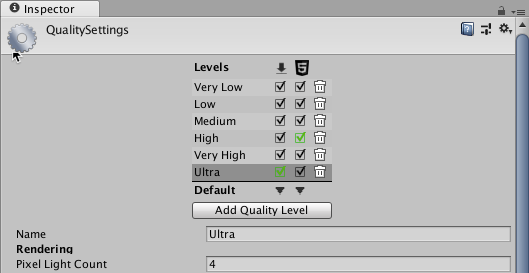 Inspector
QualitySettings
Levels
Very Low
Low
Medium
High
Very High
Ultra
Default
Add Quality Level
Name Ultra
Rendering
Pixel Light Count 4